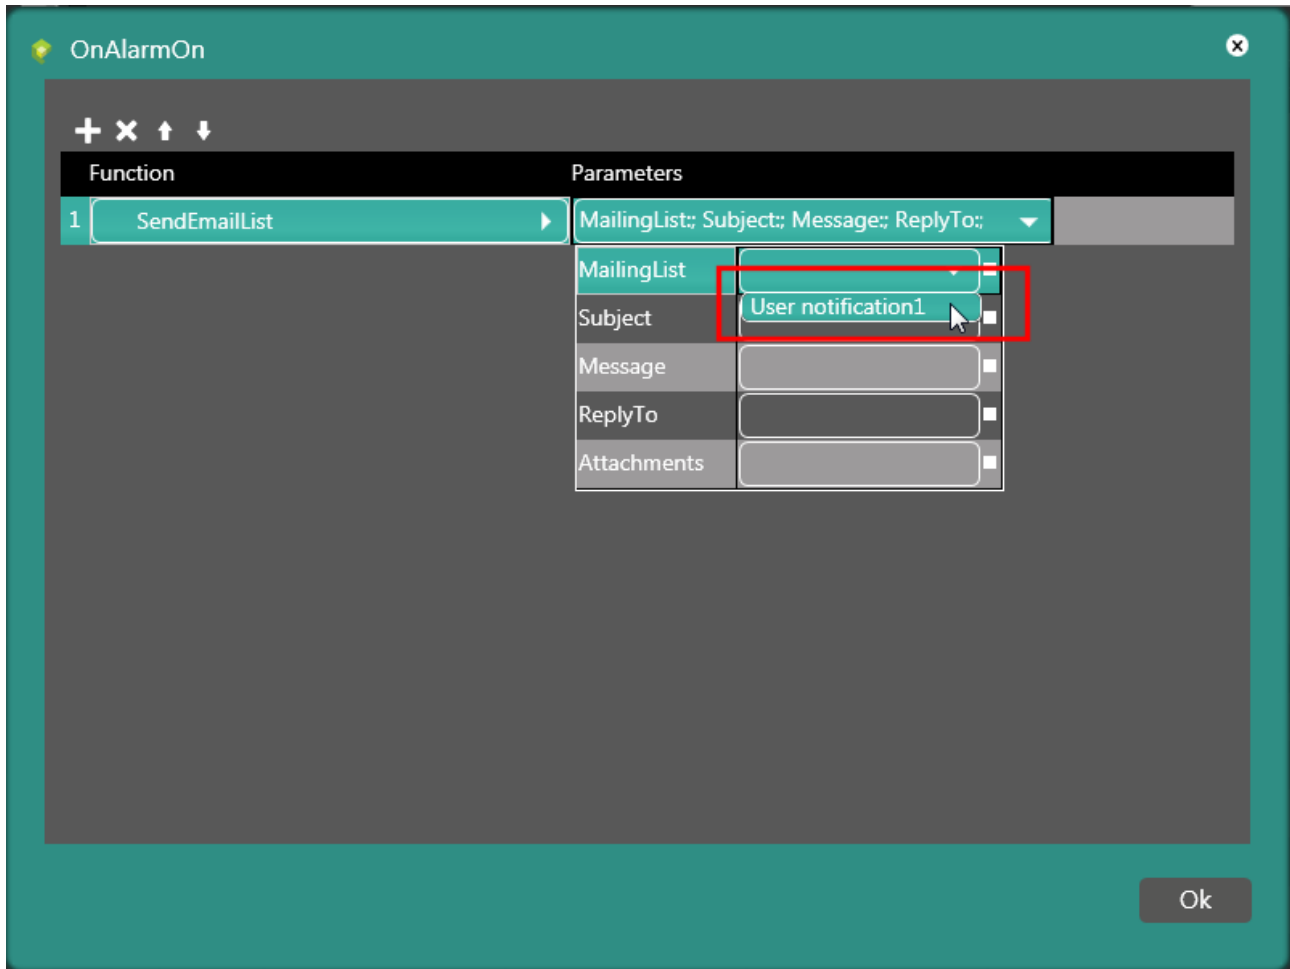 OnAlarmOn
Function Parameters
1 SendEmailList MailingList:; Subject:; Message:; ReplyTo:;
MailingList
User notification1
Subject
Message
ReplyTo
Attachments
Ok